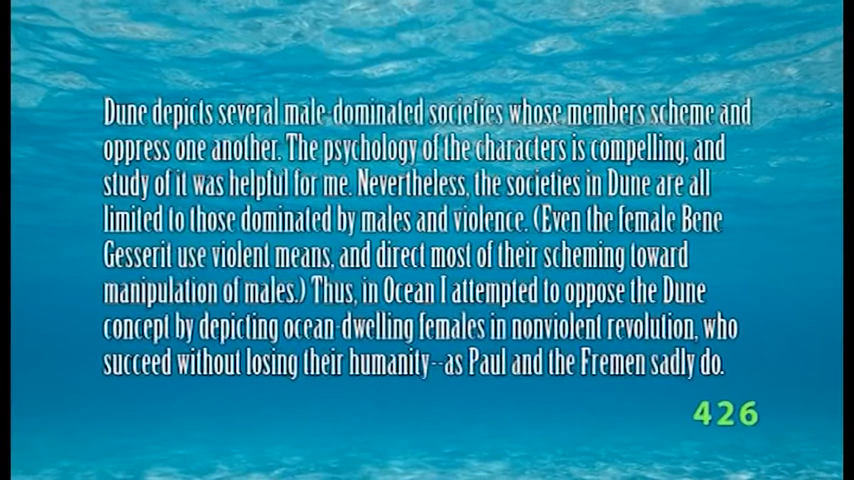 Dune depicts several male-dominated societies whose members scheme and
oppress one another. The psychology of the characters is compelling, and
study of it was helpful for me. Nevertheless, the societies in Dune are all
limited to those dominated by males and violence. (Even the female Bene
Gesserit use violent means, and direct most of their scheming toward
manipulation of males.) Thus, in Ocean I attempted to oppose the Dune
concept by depicting ocean-dwelling females in nonviolent revolution, who
succeed without losing their humanity--as Paul and the Fremen sadly do.
426